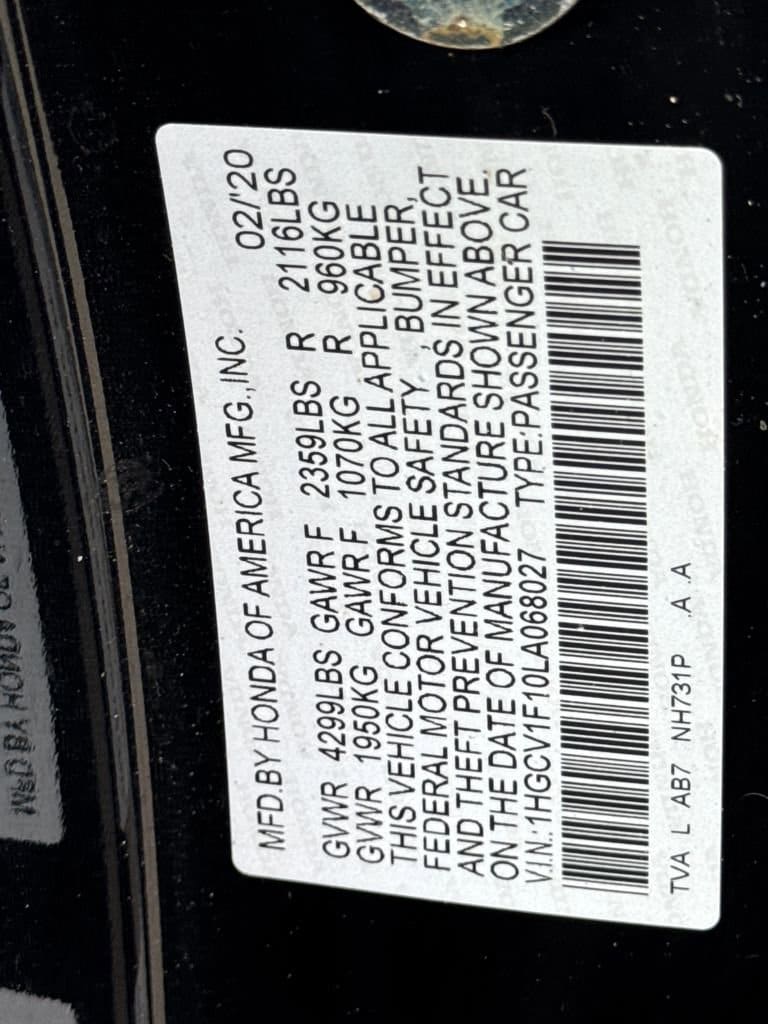 MFD.BY HONDA OF AMERICA MFG.,INC. 02/'20
GVWR 4299LBS GAWR F 2359LBS R 2116LBS
GVWR 1950KG GAWR F 1070KG R 960KG
THIS VEHICLE CONFORMS TO ALL APPLICABLE
FEDERAL MOTOR VEHICLE SAFETY, BUMPER,
AND THEFT PREVENTION STANDARDS IN EFFECT
ON THE DATE OF MANUFACTURE SHOWN ABOVE.
V.I.N.:1HGCV1F10LA068027 TYPE:PASSENGER CAR
TVA L AB7 NH731P .A .A